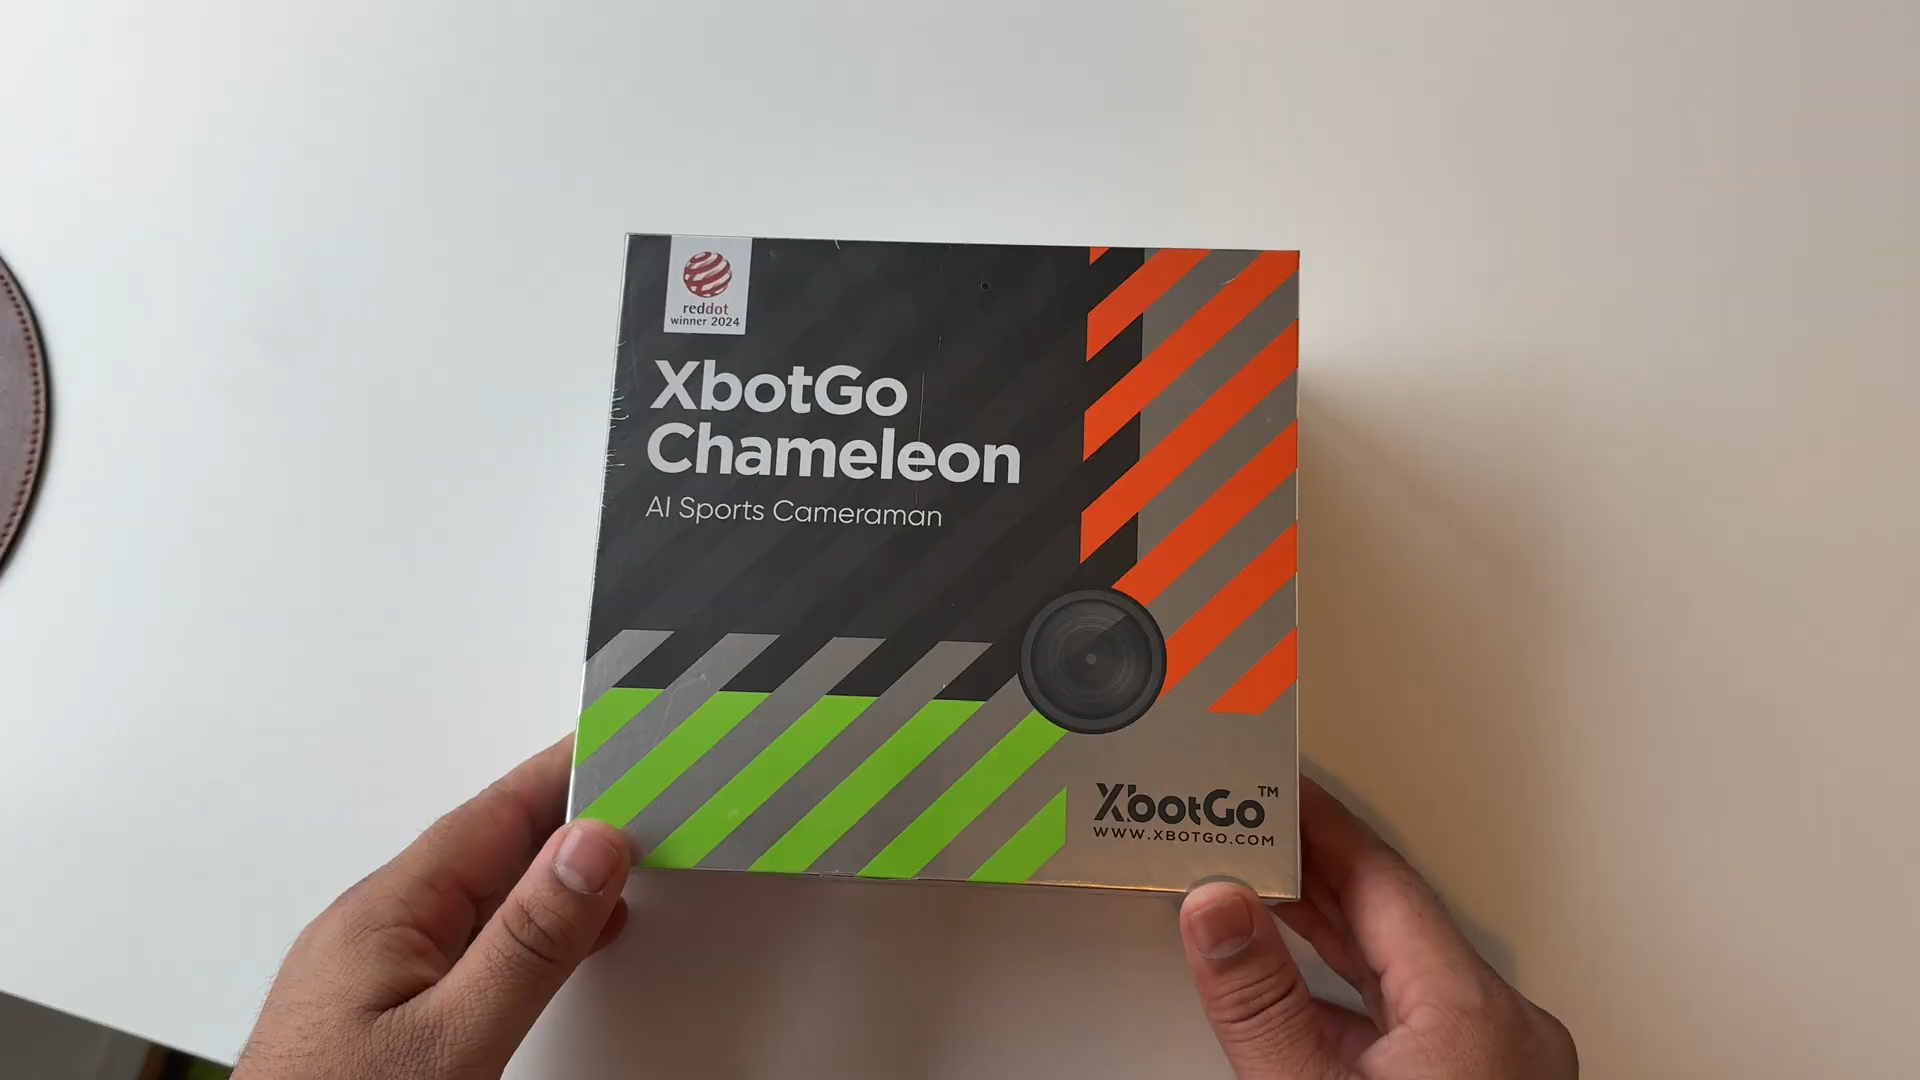 reddot
winner 2024
XbotGo
Chameleon
AI Sports Cameraman
XbotGo™
WWW.XBOTGO.COM